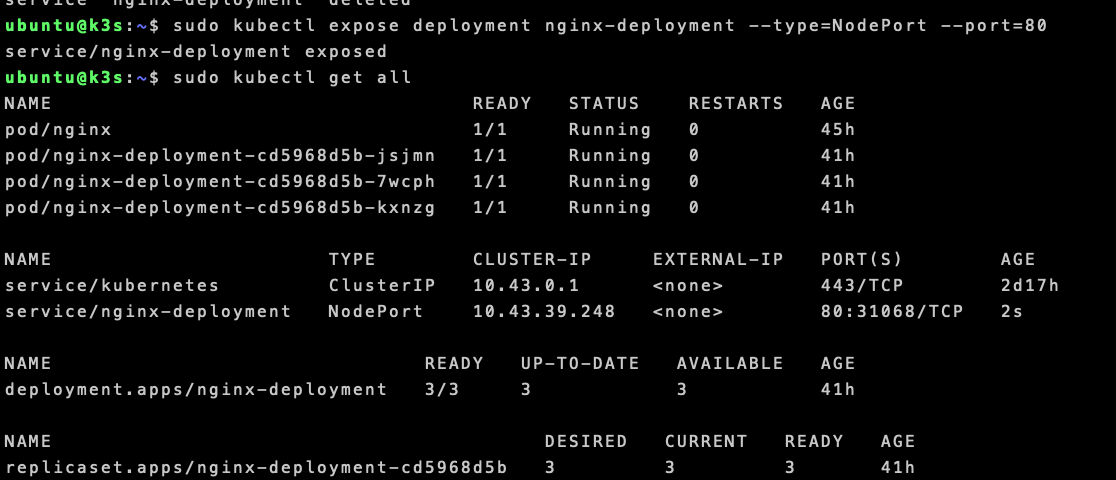 service "nginx-deployment" deleted
ubuntu@k3s:~$ sudo kubectl expose deployment nginx-deployment --type=NodePort --port=80
service/nginx-deployment exposed
ubuntu@k3s:~$ sudo kubectl get all
NAME READY STATUS RESTARTS AGE
pod/nginx 1/1 Running 0 45h
pod/nginx-deployment-cd5968d5b-jsjmn 1/1 Running 0 41h
pod/nginx-deployment-cd5968d5b-7wcph 1/1 Running 0 41h
pod/nginx-deployment-cd5968d5b-kxnzg 1/1 Running 0 41h
NAME TYPE CLUSTER-IP EXTERNAL-IP PORT(S) AGE
service/kubernetes ClusterIP 10.43.0.1 <none> 443/TCP 2d17h
service/nginx-deployment NodePort 10.43.39.248 <none> 80:31068/TCP 2s
NAME READY UP-TO-DATE AVAILABLE AGE
deployment.apps/nginx-deployment 3/3 3 3 41h
NAME DESIRED CURRENT READY AGE
replicaset.apps/nginx-deployment-cd5968d5b 3 3 3 41h